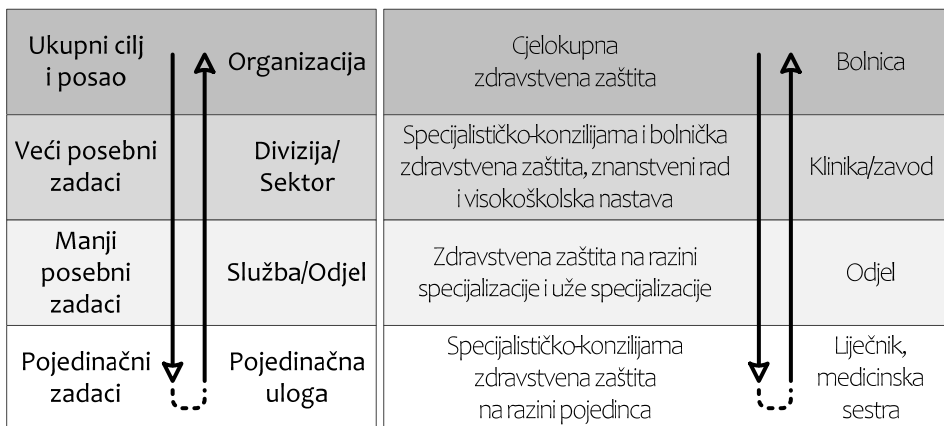 Ukupni cilj
i posao
Organizacija
Cjelokupna
zdravstvena zaštita
Bolnica
Veći posebni
zadaci
Divizija/
Sektor
Specijalističko-konzilijarna i bolnička
zdravstvena zaštita, znanstveni rad
i visokoškolska nastava
Klinika/zavod
Manji
posebni
zadaci
Služba/Odjel
Zdravstvena zaštita na razini
specijalizacije i uže specijalizacije
Odjel
Pojedinačni
zadaci
Pojedinačna
uloga
Specijalističko-konzilijarna
zdravstvena zaštita
na razini pojedinca
Liječnik,
medicinska
sestra